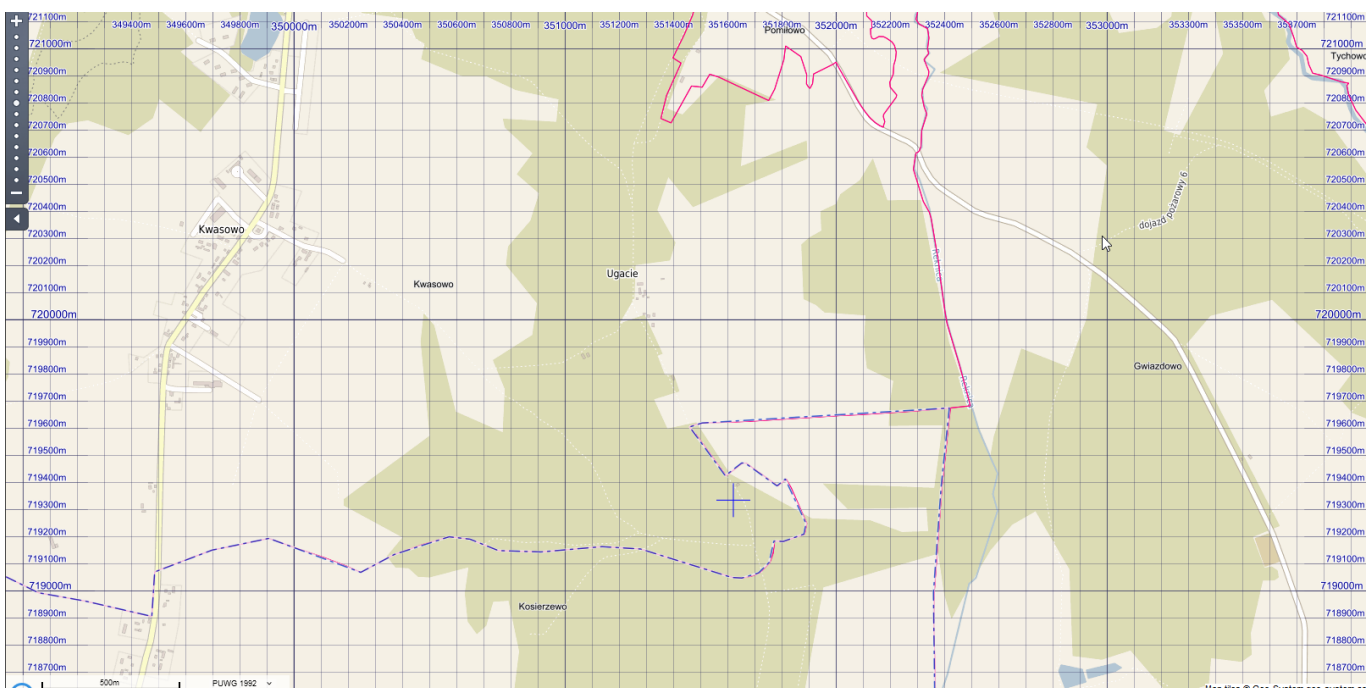 721100m
349400m 349600m 349800m 350000m 350200m 350400m 350600m 350800m 351000m 351200m 351400m 351600m 351800m 352000m 352200m 352400m 352600m 352800m 353000m 353300m 353500m 353700m
721100m
Pomiłowo
721000m 721000m
Tychowo
720900m 720900m
720800m 720800m
720700m 720700m
720600m 720600m
720500m 720500m
dojazd pożarowy 6
720400m 720400m
Kwasowo
720300m 720300m
Reknica
720200m 720200m
Ugacie
Kwasowo
720100m 720100m
720000m 720000m
719900m 719900m
Gwiazdowo
719800m 719800m
719700m 719700m
719600m 719600m
719500m 719500m
719400m 719400m
719300m 719300m
719200m 719200m
719100m 719100m
719000m 719000m
Kosierzewo
718900m 718900m
718800m 718800m
718700m 718700m
500m PUWG 1992